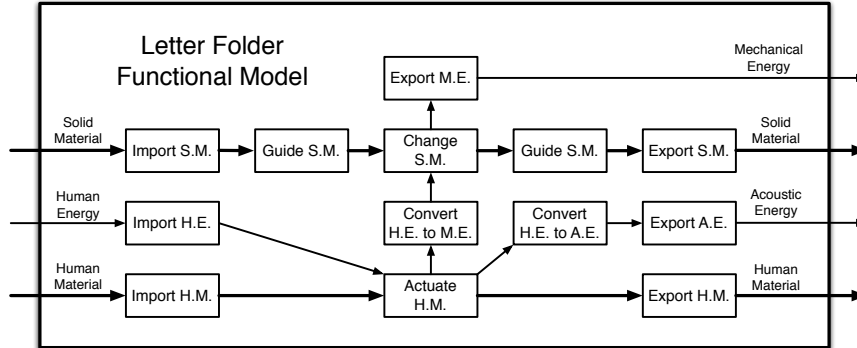 Letter Folder
Functional Model
Mechanical
Energy
Export M.E.
Solid
Material
Import S.M.
Guide S.M.
Change
S.M.
Guide S.M.
Export S.M.
Solid
Material
Human
Energy
Import H.E.
Convert
H.E. to M.E.
Convert
H.E. to A.E.
Export A.E.
Acoustic
Energy
Human
Material
Import H.M.
Actuate
H.M.
Export H.M.
Human
Material